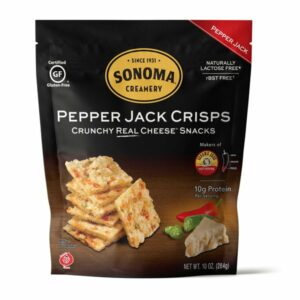 PEPPER JACK
Certified
GF
Gluten-Free
• SINCE 1931 •
SONOMA
CREAMERY
NATURALLY
LACTOSE FREE
rBST FREE
PEPPER JACK CRISPS
CRUNCHY REAL CHEESE™ SNACKS
Makers of
10g Protein
Per Serving
NET WT. 10 OZ. (284g)